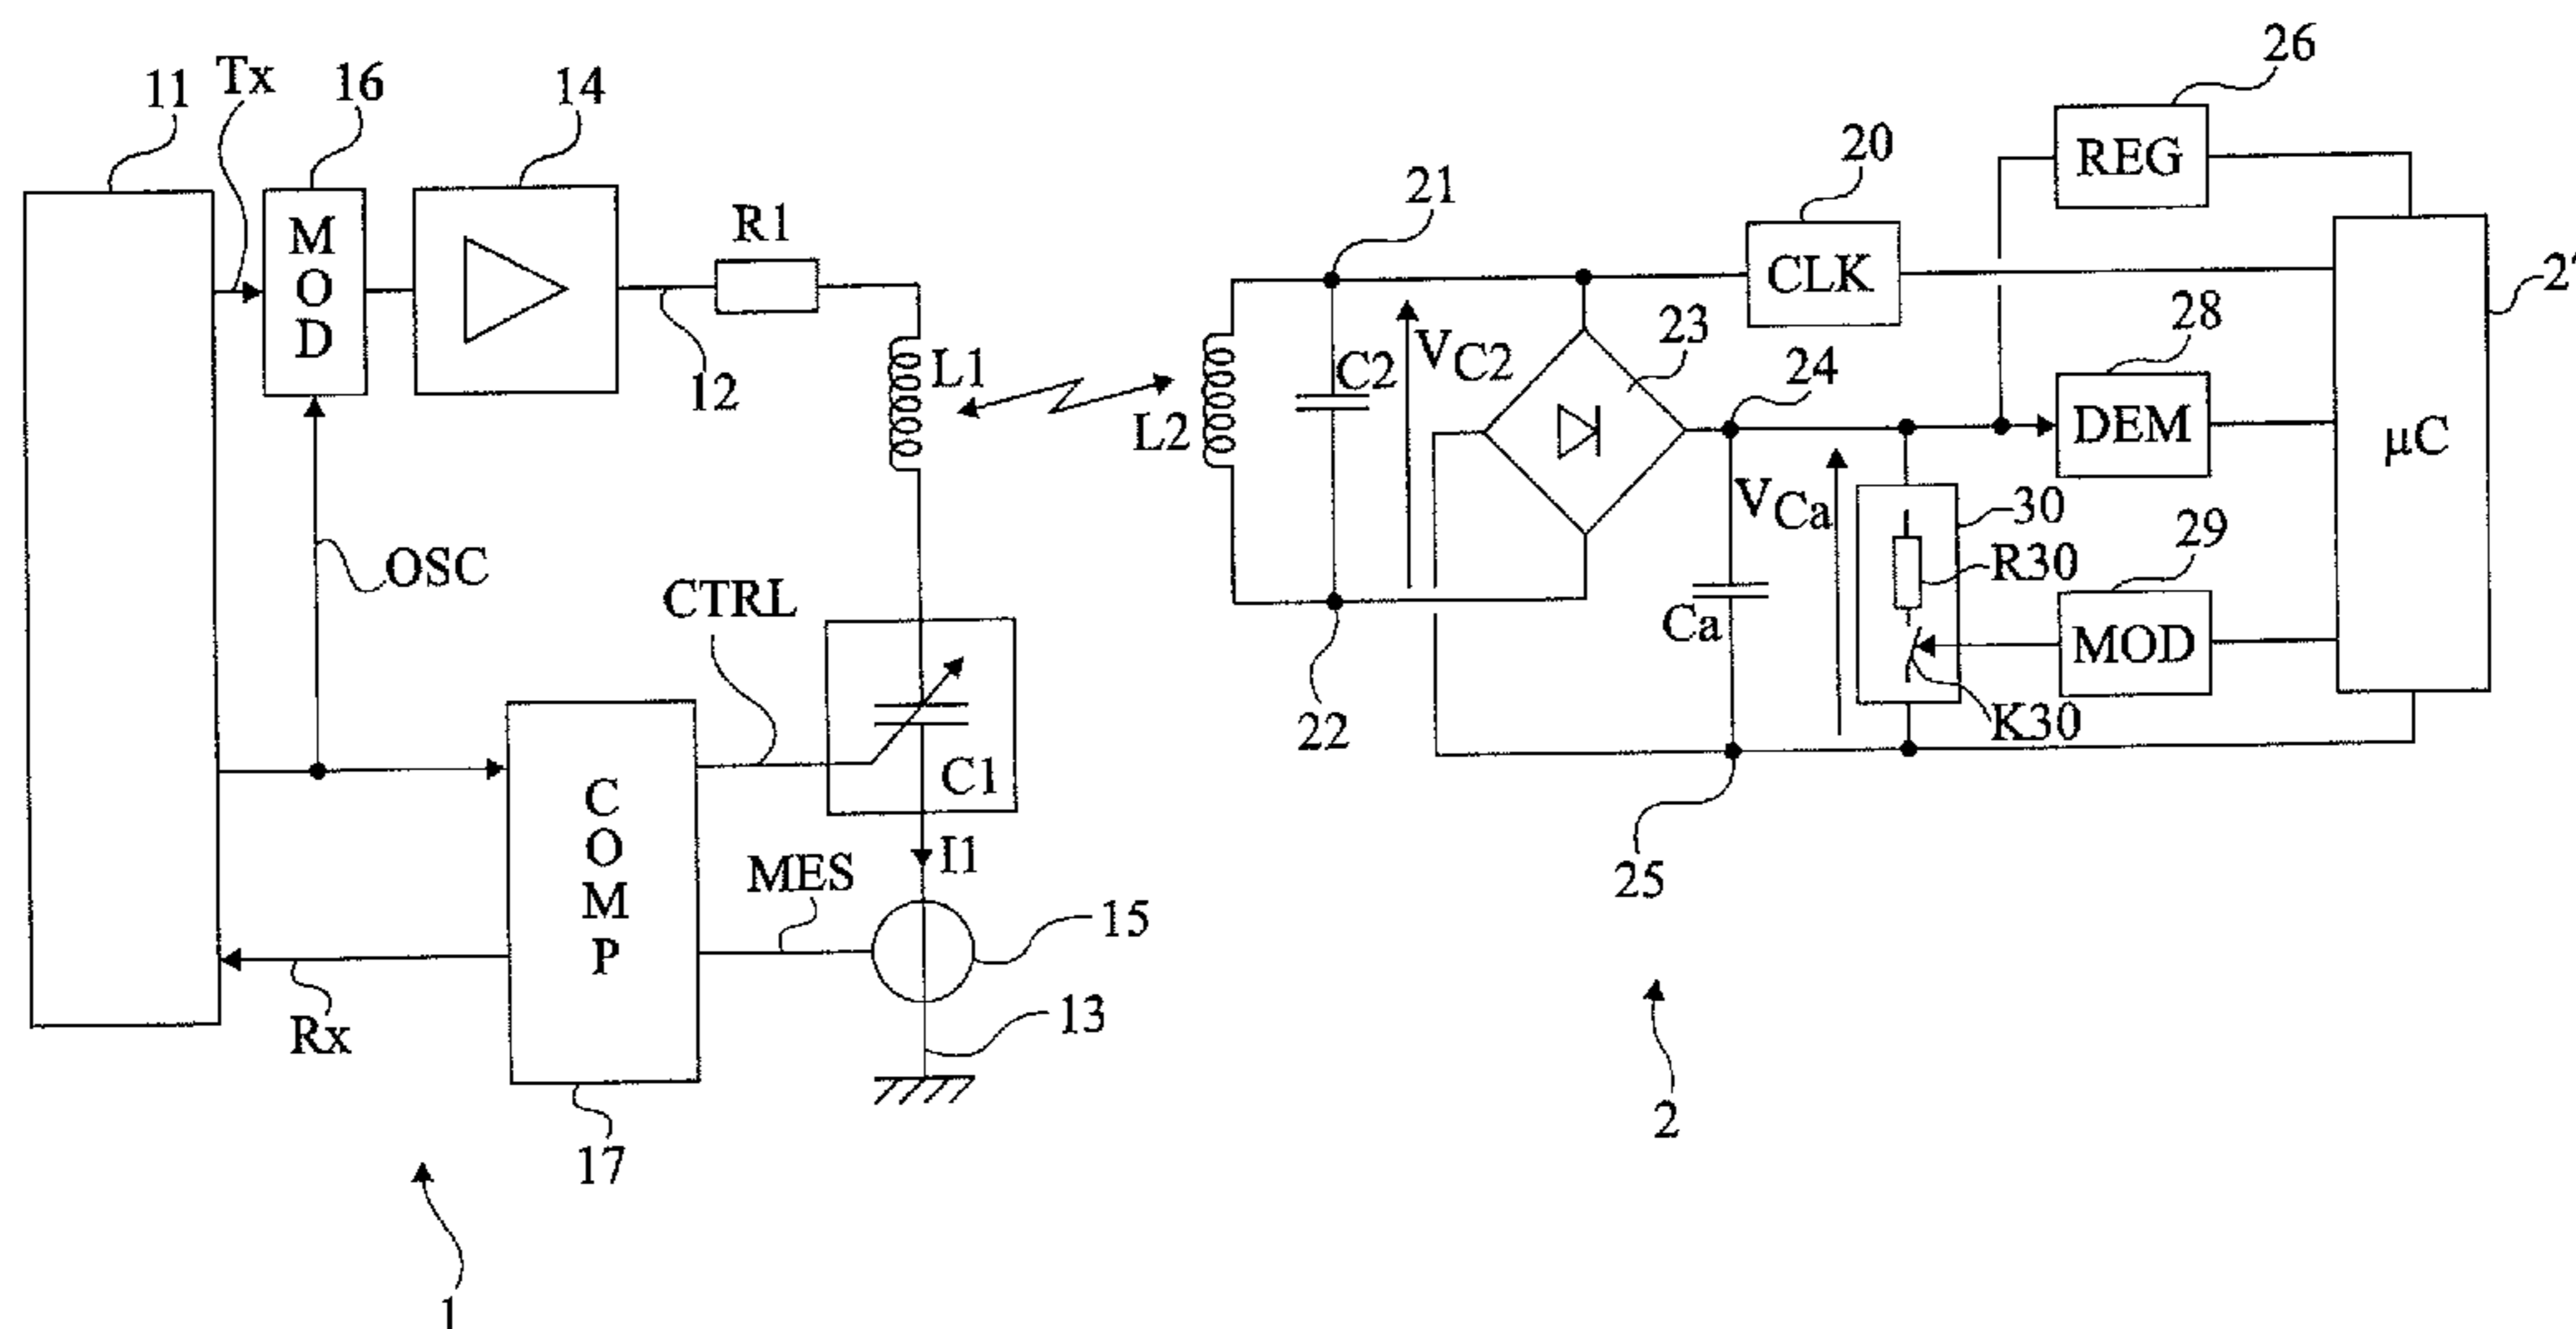 11
Tx
16
14
MOD
R1
12
L1
L2
OSC
CTRL
C1
I1
COMP
MES
15
13
Rx
17
1
21
C2
VC2
22
23
24
20
CLK
26
REG
28
DEM
μC
VCa
Ca
30
R30
29
MOD
K30
25
2